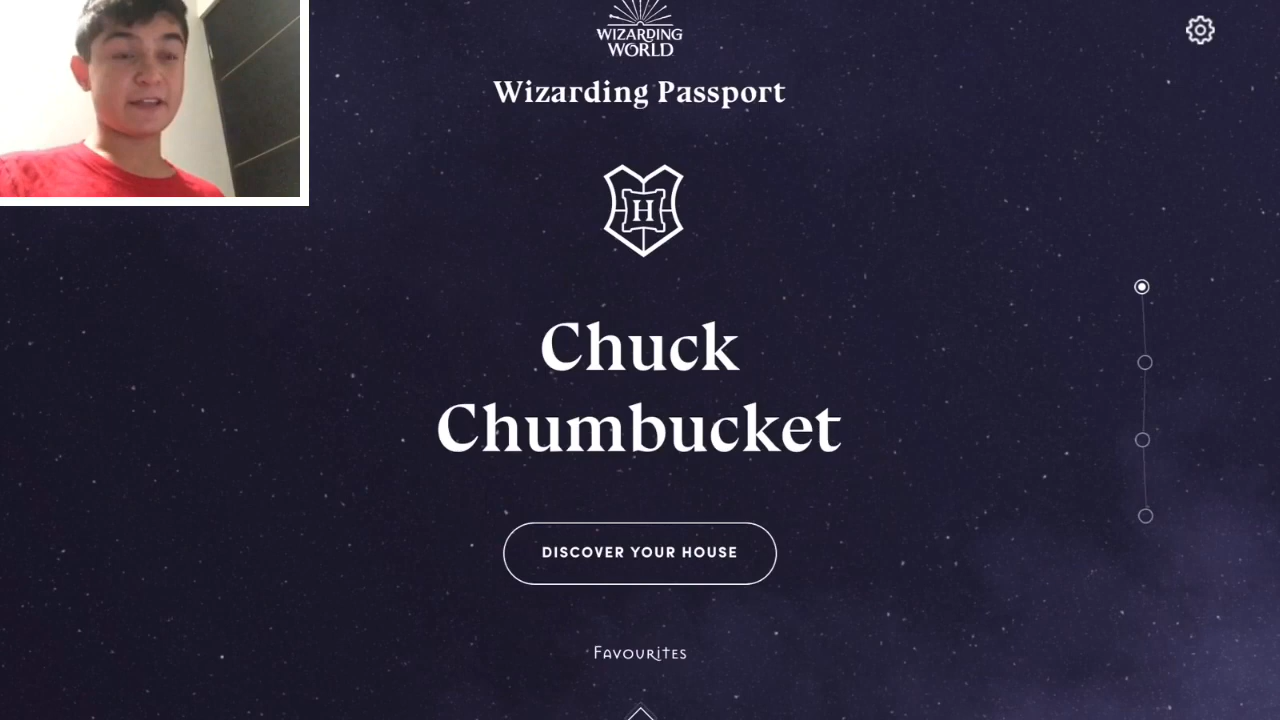 WIZARDING
WORLD
Wizarding Passport
H
Chuck
Chumbucket
DISCOVER YOUR HOUSE
Favourites